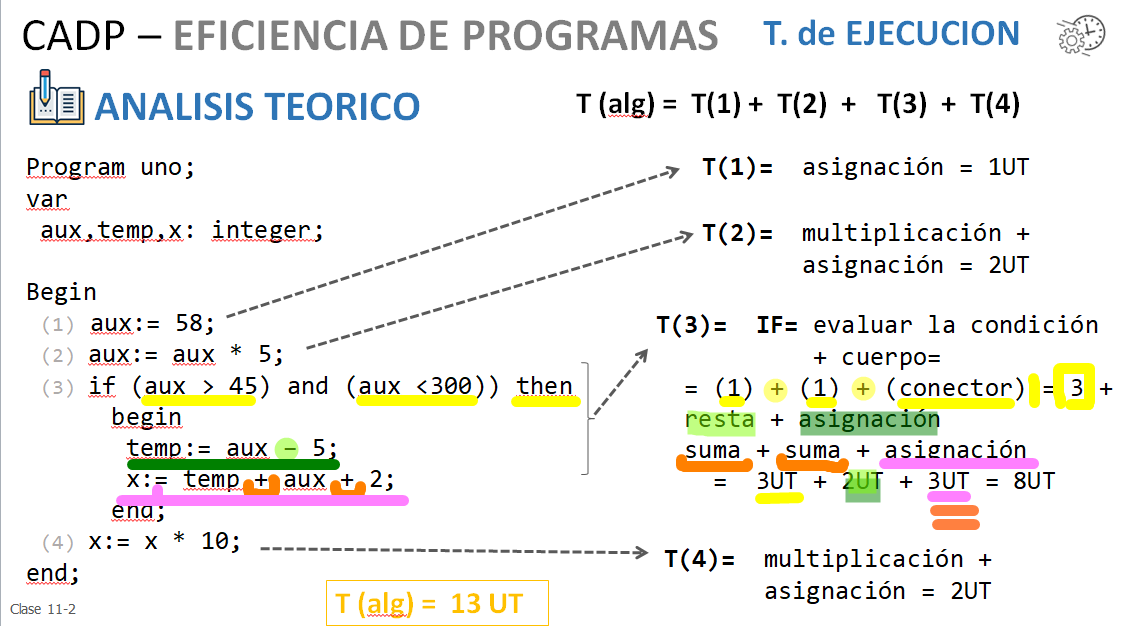 CADP – EFICIENCIA DE PROGRAMAS
T. de EJECUCION
ANALISIS TEORICO
T (alg) = T(1) + T(2) + T(3) + T(4)
Program uno;
var
aux,temp,x: integer;
Begin
(1) aux:= 58;
(2) aux:= aux * 5;
(3) if (aux > 45) and (aux <300)) then
begin
temp:= aux – 5;
x:= temp + aux + 2;
end;
(4) x:= x * 10;
end;
T(1)= asignación = 1UT
T(2)= multiplicación +
asignación = 2UT
T(3)= IF= evaluar la condición
+ cuerpo=
= (1) + (1) + (conector) = 3 +
resta + asignación
suma + suma + asignación
= 3UT + 2UT + 3UT = 8UT
T(4)= multiplicación +
asignación = 2UT
T (alg) = 13 UT
Clase 11-2